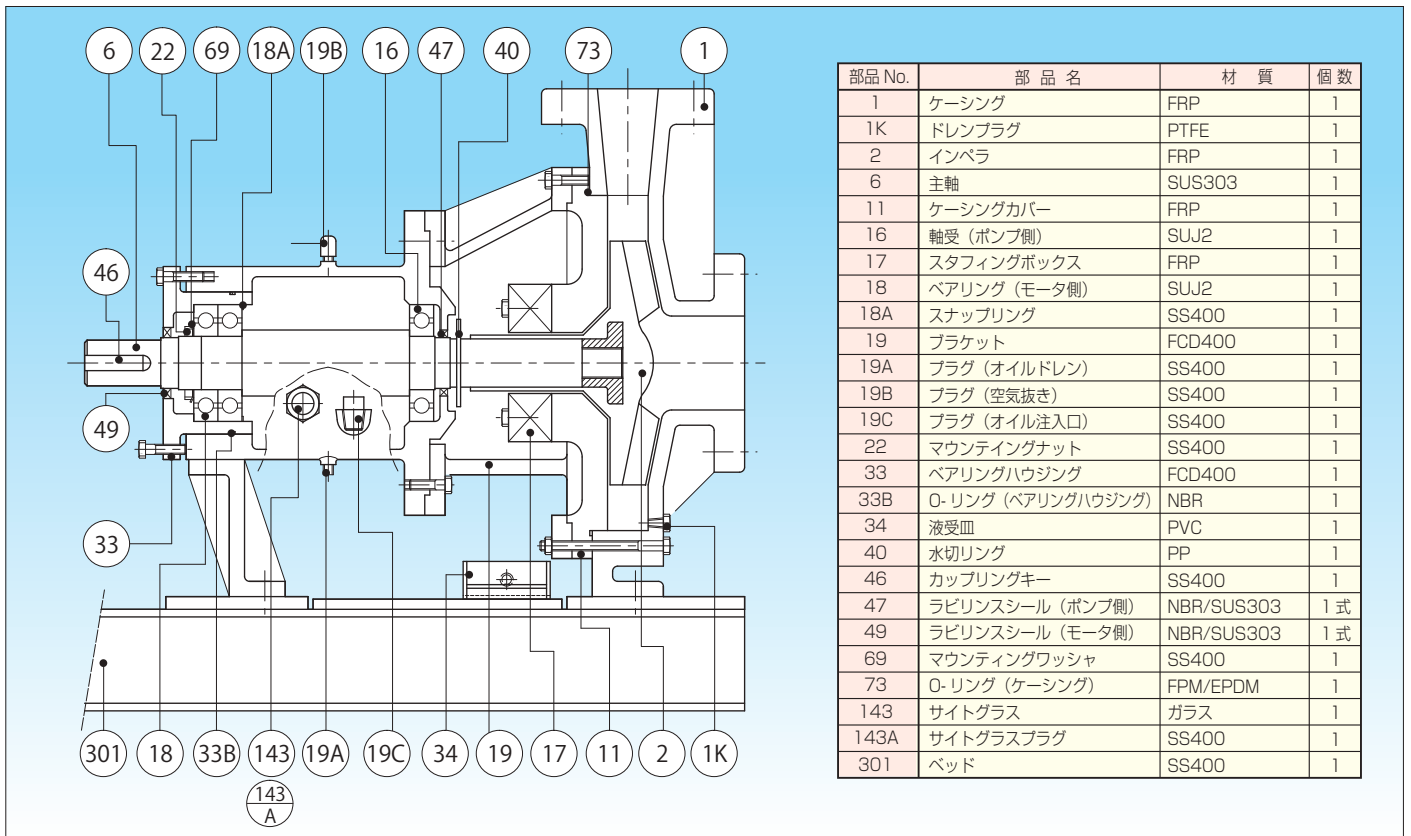 6 22 69 18A 19B 16 47 40 73 1
46
49
33
301 18 33B 143 19A 19C 34 19 17 11 2 1K
143
A
部品 No. 部 品 名 材 質 個 数
1 ケーシング FRP 1
1K ドレンプラグ PTFE 1
2 インペラ FRP 1
6 主軸 SUS303 1
11 ケーシングカバー FRP 1
16 軸受（ポンプ側） SUJ2 1
17 スタフィングボックス FRP 1
18 ベアリング（モータ側） SUJ2 1
18A スナップリング SS400 1
19 ブラケット FCD400 1
19A プラグ（オイルドレン） SS400 1
19B プラグ（空気抜き） SS400 1
19C プラグ（オイル注入口） SS400 1
22 マウンテイングナット SS400 1
33 ベアリングハウジング FCD400 1
33B O- リング（ベアリングハウジング） NBR 1
34 液受皿 PVC 1
40 水切リング PP 1
46 カップリングキー SS400 1
47 ラビリンスシール（ポンプ側） NBR/SUS303 1 式
49 ラビリンスシール（モータ側） NBR/SUS303 1 式
69 マウンティングワッシャ SS400 1
73 O- リング（ケーシング） FPM/EPDM 1
143 サイトグラス ガラス 1
143A サイトグラスプラグ SS400 1
301 ベッド SS400 1